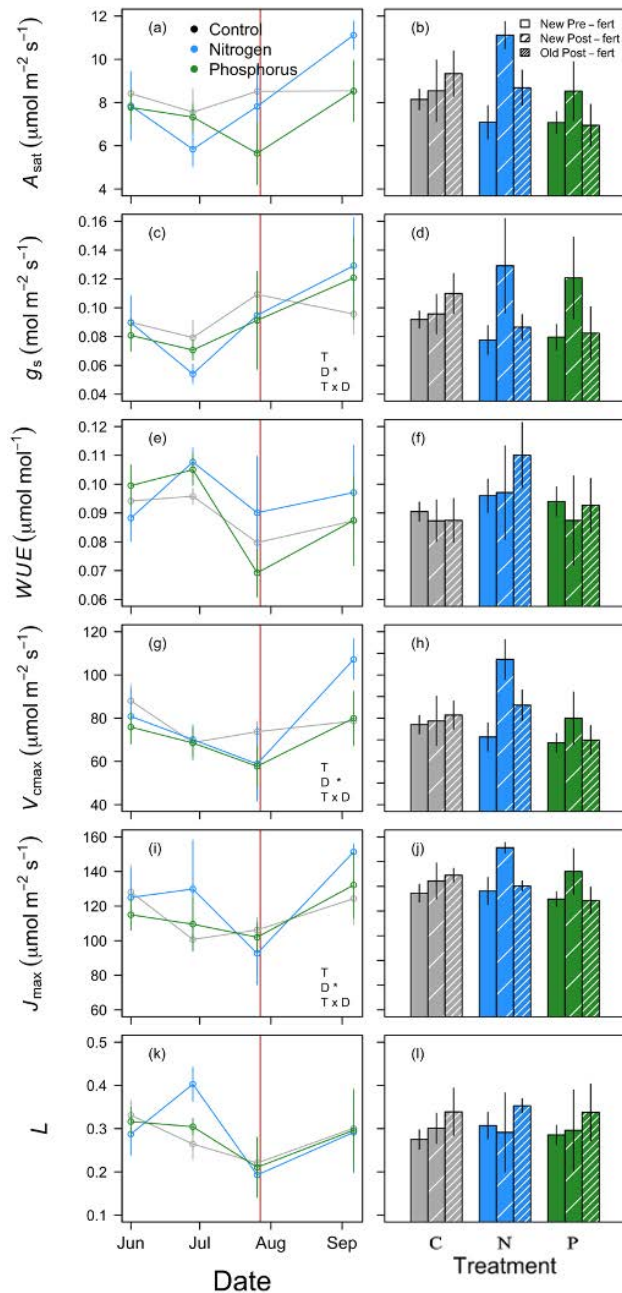 (a)
Control
Nitrogen
Phosphorus
12
10
8
6
4
A_sat (μmol m⁻² s⁻¹)
(b)
New Pre – fert
New Post – fert
Old Post – fert
(c)
0.16
0.14
0.12
0.10
0.08
0.06
0.04
g_s (mol m⁻² s⁻¹)
T
D *
T x D
(d)
(e)
0.12
0.11
0.10
0.09
0.08
0.07
0.06
WUE (μmol mol⁻¹)
(f)
(g)
120
100
80
60
40
V_cmax (μmol m⁻² s⁻¹)
T
D *
T x D
(h)
(i)
160
140
120
100
80
60
J_max (μmol m⁻² s⁻¹)
T
D *
T x D
(j)
(k)
0.5
0.4
0.3
0.2
0.1
L
Jun Jul Aug Sep
Date
(l)
C N P
Treatment